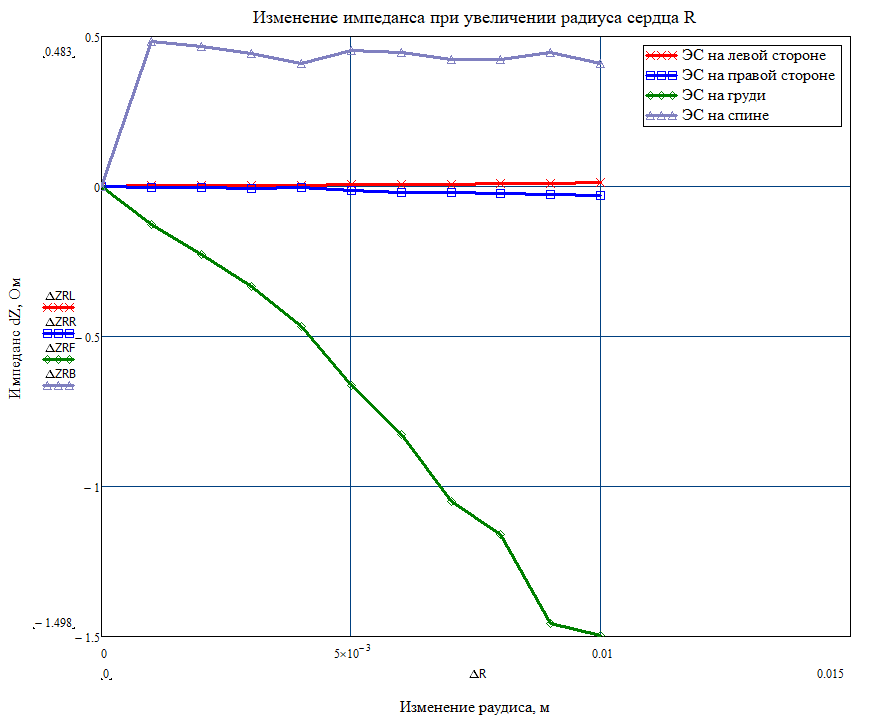 Изменение импеданса при увеличении радиуса сердца R
0.5
0.483
ЭС на левой стороне
ЭС на правой стороне
ЭС на груди
ЭС на спине
0
Импеданс dZ, Ом
ΔZRL
ΔZRR
− 0.5
ΔZRF
ΔZRB
− 1
− 1.498
− 1.5
0
5×10⁻³
0.01
0
ΔR
0.015
Изменение раудиса, м